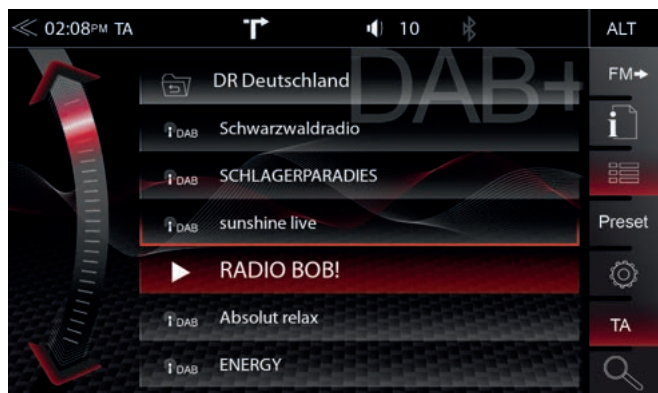 02:08PM TA 10 ALT
DAB+
FM
DR Deutschland
i
DAB Schwarzwaldradio
DAB SCHLAGERPARADIES
DAB sunshine live
Preset
RADIO BOB!
DAB Absolut relax
TA
DAB ENERGY